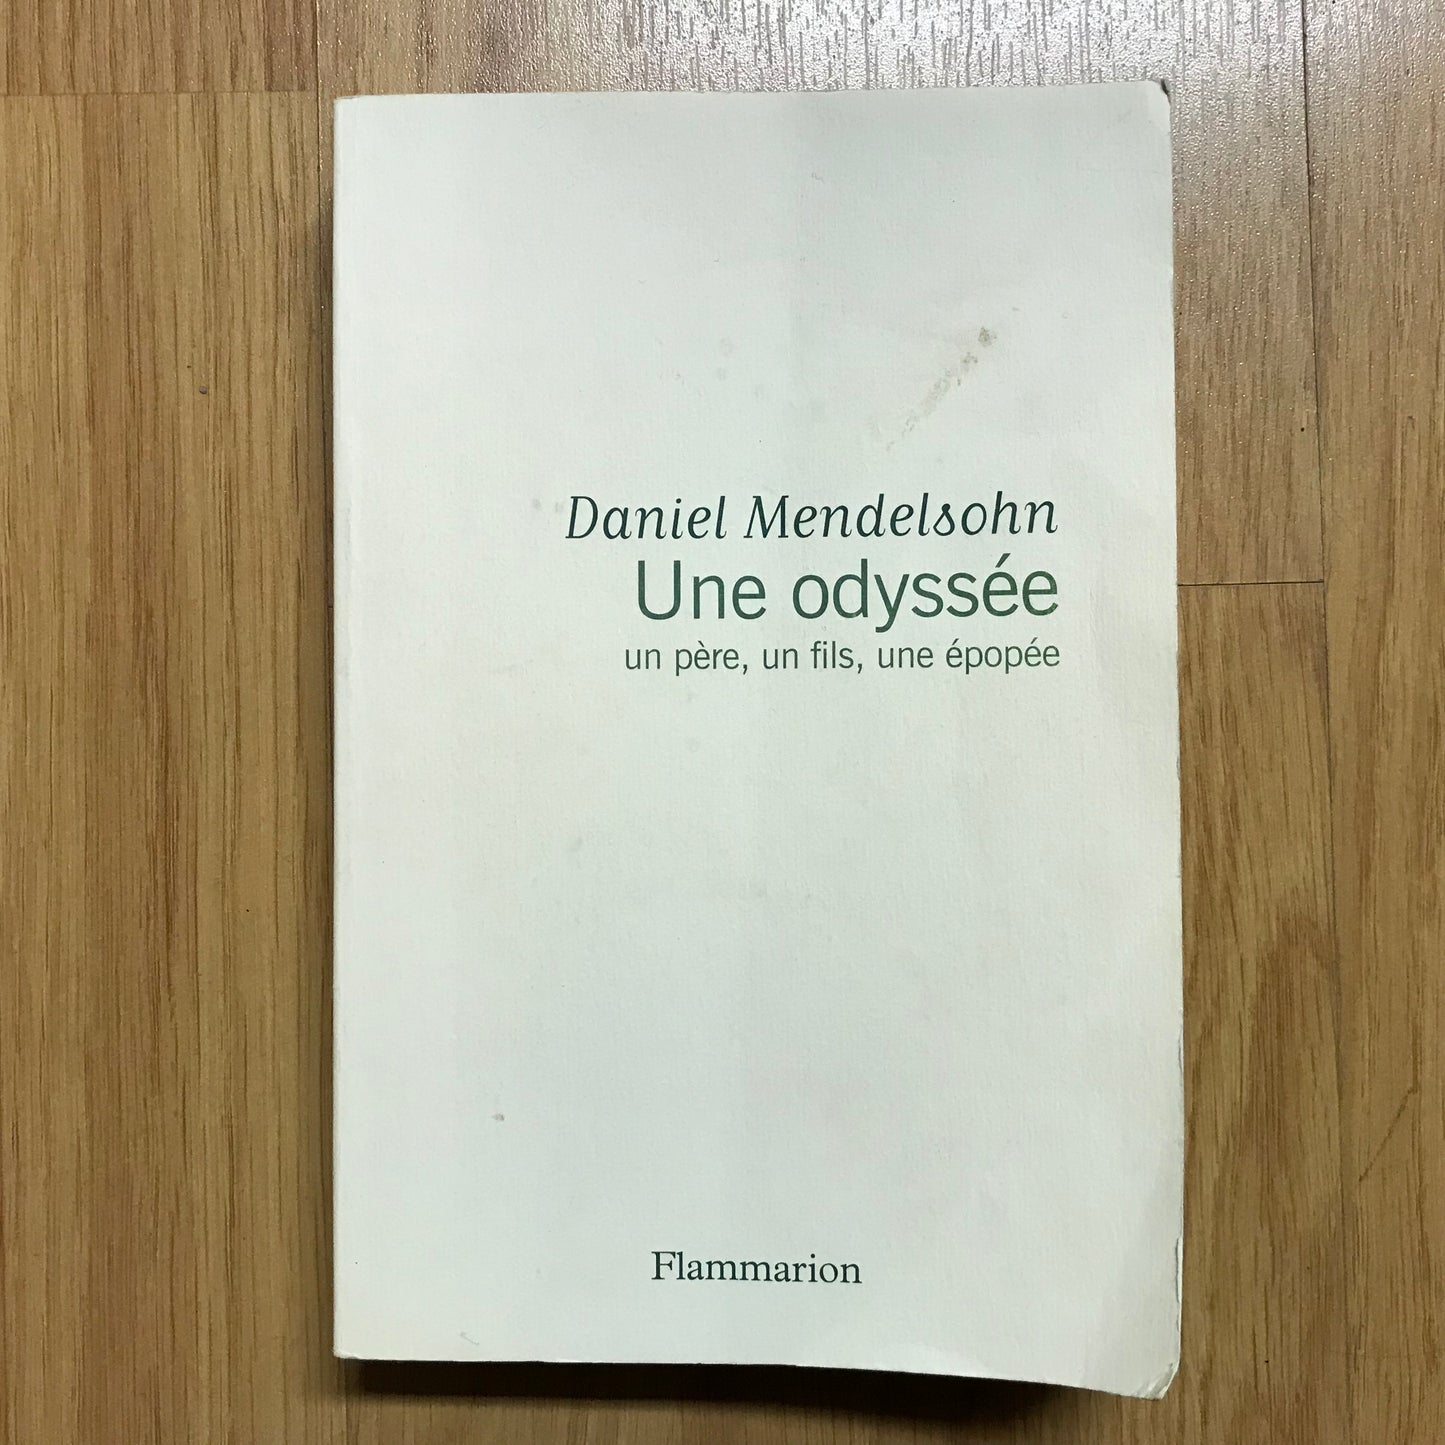 Daniel Mendelsohn
Une odyssée
un père, un fils, une épopée
Flammarion